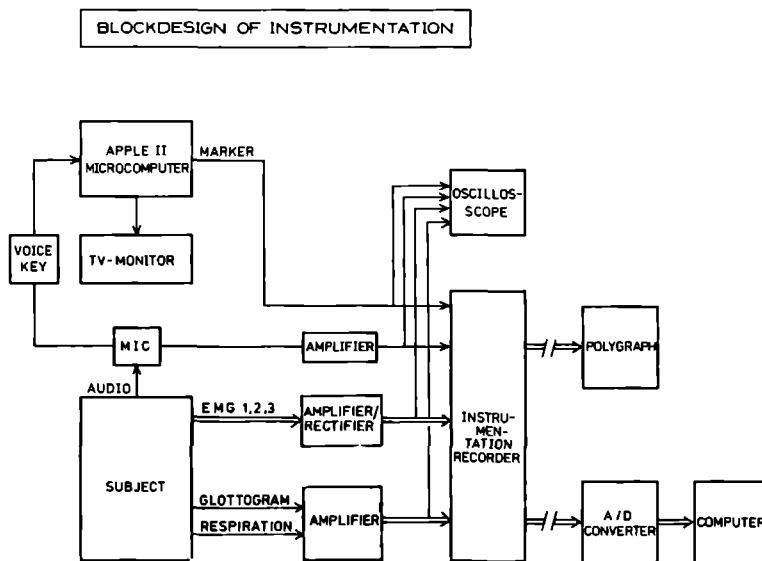 BLOCKDESIGN OF INSTRUMENTATION
APPLE II
MICROCOMPUTER
MARKER
OSCILLOS-
SCOPE
VOICE
KEY
TV-MONITOR
MIC
AMPLIFIER
POLYGRAPH
AUDIO
EMG 1,2,3
AMPLIFIER/
RECTIFIER
INSTRU-
MEN-
TATION
RECORDER
SUBJECT
GLOTTOGRAM
RESPIRATION
AMPLIFIER
A/D
CONVERTER
COMPUTER